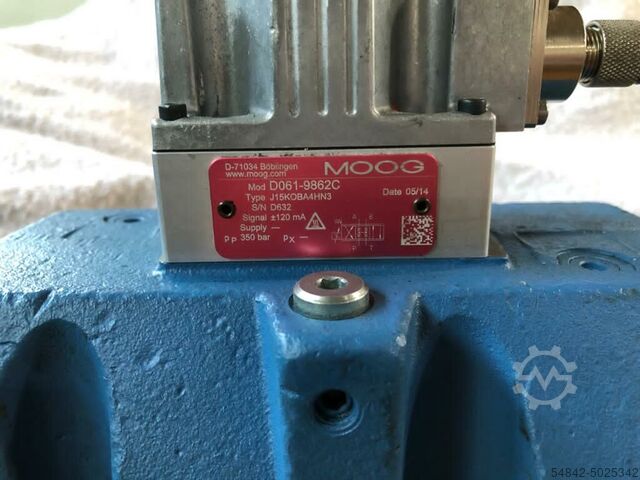 D-71034 Böblingen
www.moog.com
MOOG
Mod D061-9862C
Type J15KOBA4HN3
Date 05/14
S/N D632
Signal ±120 mA
Supply —
pP 350 bar pX —
A B
P T
54842-5025342